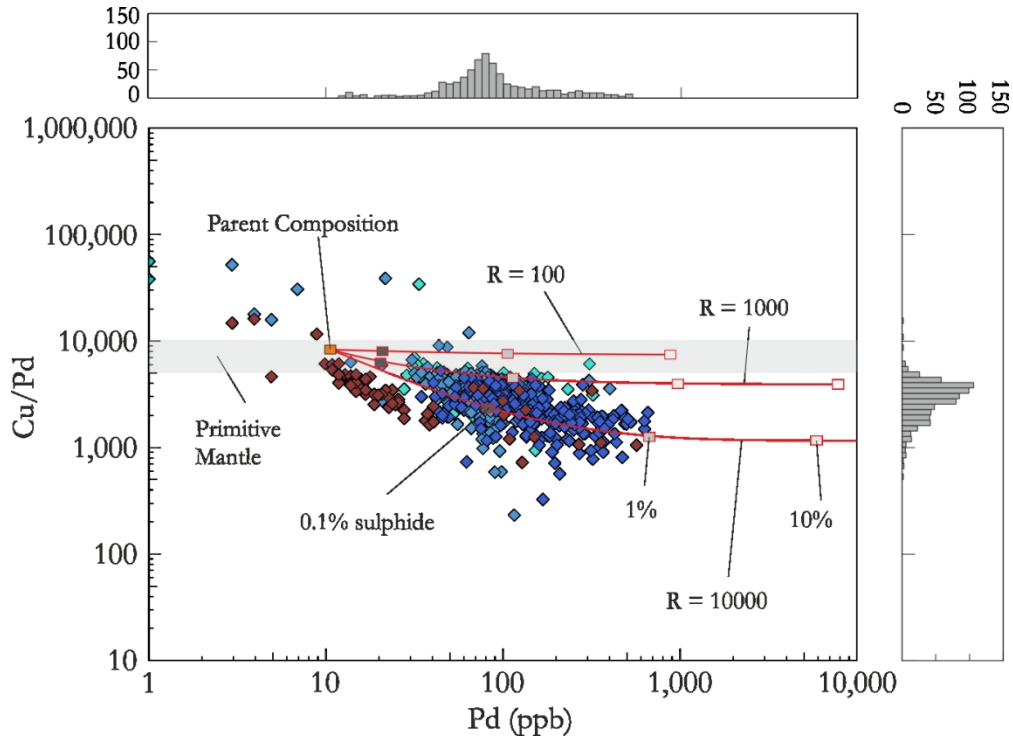 150
100
50
0
0
50
100
150
1,000,000
100,000
10,000
1,000
100
10
Cu/Pd
Parent Composition
R = 100
R = 1000
Primitive
Mantle
0.1% sulphide
1%
10%
R = 10000
1
10
100
1,000
10,000
Pd (ppb)